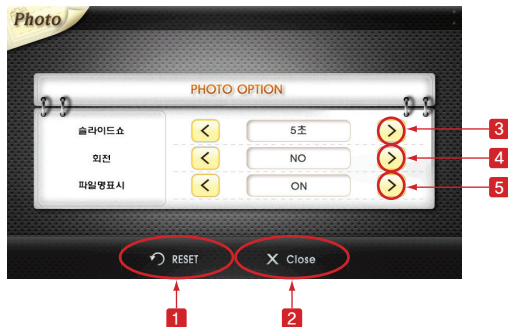 Photo
PHOTO OPTION
슬라이드쇼 < 5초 > 3
회전 < NO > 4
파일명표시 < ON > 5
RESET X Close
1 2